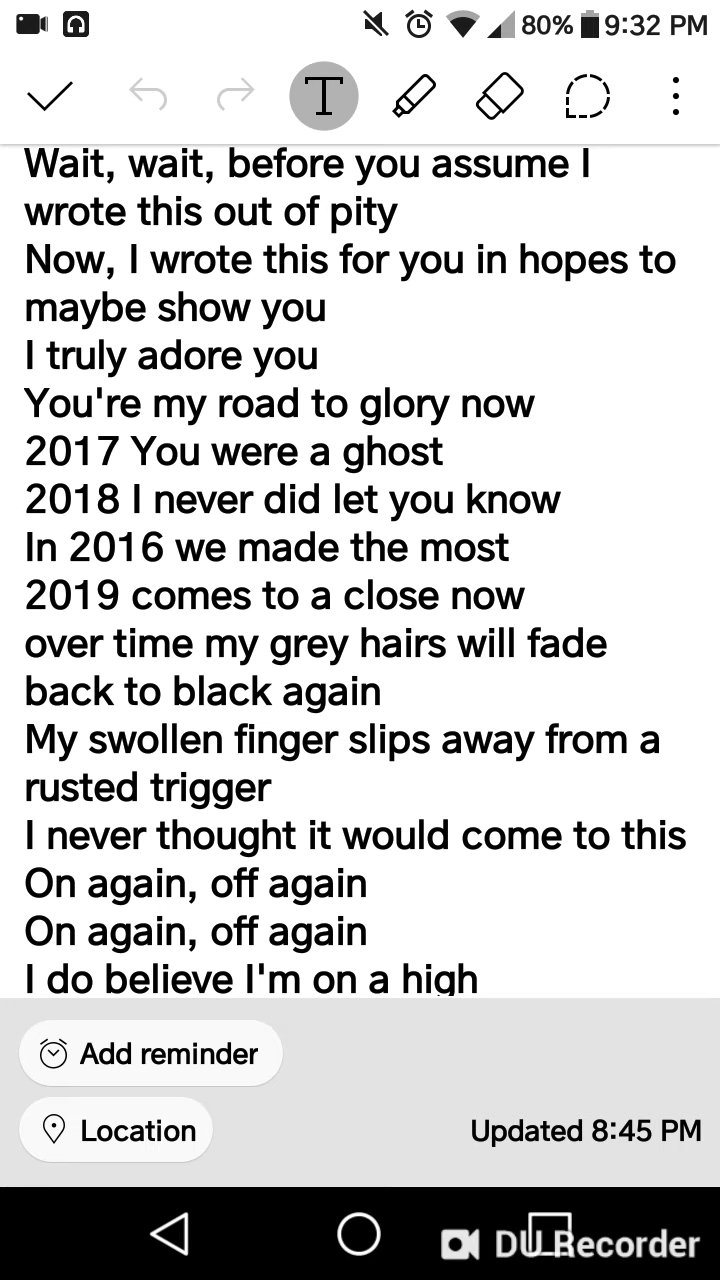 80% 9:32 PM
T
Wait, wait, before you assume I
wrote this out of pity
Now, I wrote this for you in hopes to
maybe show you
I truly adore you
You're my road to glory now
2017 You were a ghost
2018 I never did let you know
In 2016 we made the most
2019 comes to a close now
over time my grey hairs will fade
back to black again
My swollen finger slips away from a
rusted trigger
I never thought it would come to this
On again, off again
On again, off again
I do believe I'm on a high
Add reminder
Location
Updated 8:45 PM
DU Recorder